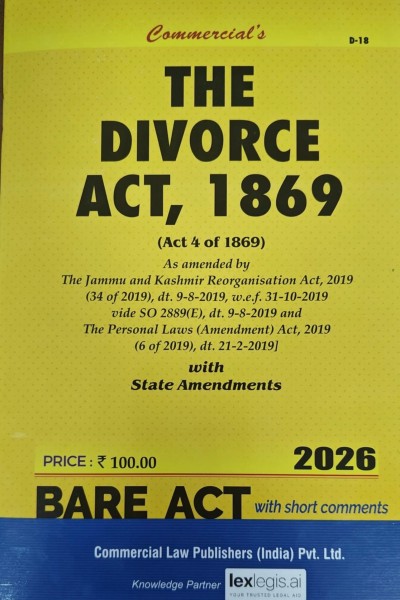 Commercial's
D-18
THE
DIVORCE
ACT, 1869
(Act 4 of 1869)
As amended by
The Jammu and Kashmir Reorganisation Act, 2019
(34 of 2019), dt. 9-8-2019, w.e.f. 31-10-2019
vide SO 2889(E), dt. 9-8-2019 and
The Personal Laws (Amendment) Act, 2019
(6 of 2019), dt. 21-2-2019]
with
State Amendments
PRICE : ₹ 100.00
2026
BARE ACT with short comments
Commercial Law Publishers (India) Pvt. Ltd.
Knowledge Partner lexlegis.ai
YOUR TRUSTED LEGAL AID